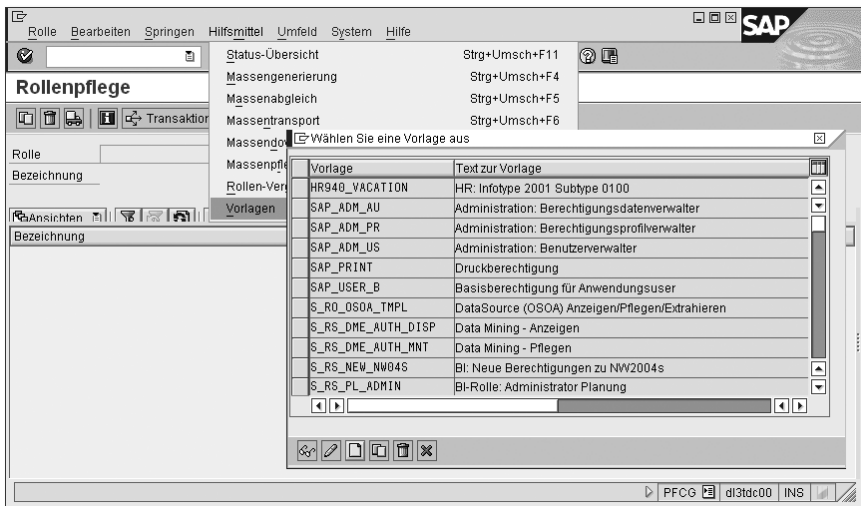 Rolle Bearbeiten Springen Hilfsmittel Umfeld System Hilfe
SAP
Status-Übersicht Strg+Umsch+F11
Massengenerierung Strg+Umsch+F4
Massenabgleich Strg+Umsch+F5
Massentransport Strg+Umsch+F6
Rollenpflege
Transaktion
Rolle
Bezeichnung
Vorlagen
Ansichten
Bezeichnung
Wählen Sie eine Vorlage aus
Vorlage Text zur Vorlage
HR940_VACATION HR: Infotype 2001 Subtype 0100
SAP_ADM_AU Administration: Berechtigungsdatenverwalter
SAP_ADM_PR Administration: Berechtigungsprofilverwalter
SAP_ADM_US Administration: Benutzerverwalter
SAP_PRINT Druckberechtigung
SAP_USER_B Basisberechtigung für Anwendungsuser
S_RO_OSOA_TMPL DataSource (OSOA) Anzeigen/Pflegen/Extrahieren
S_RS_DME_AUTH_DISP Data Mining - Anzeigen
S_RS_DME_AUTH_MNT Data Mining - Pflegen
S_RS_NEW_NW04S BI: Neue Berechtigungen zu NW2004s
S_RS_PL_ADMIN BI-Rolle: Administrator Planung
PFCG dl3tdc00 INS